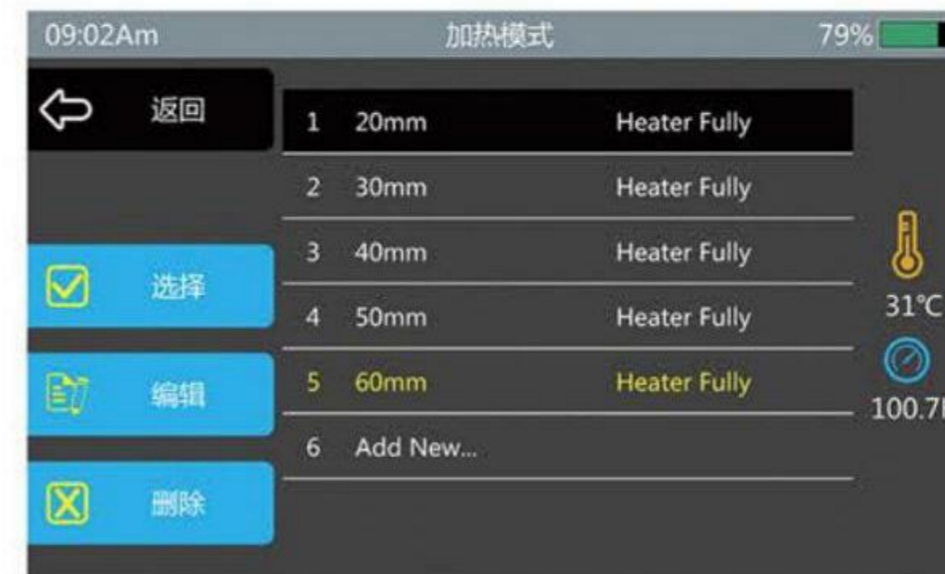 09:02Am 加热模式 79%
返回
1 20mm Heater Fully
2 30mm Heater Fully
3 40mm Heater Fully
4 50mm Heater Fully
5 60mm Heater Fully
6 Add New...
选择
编辑
删除
31℃
100.7